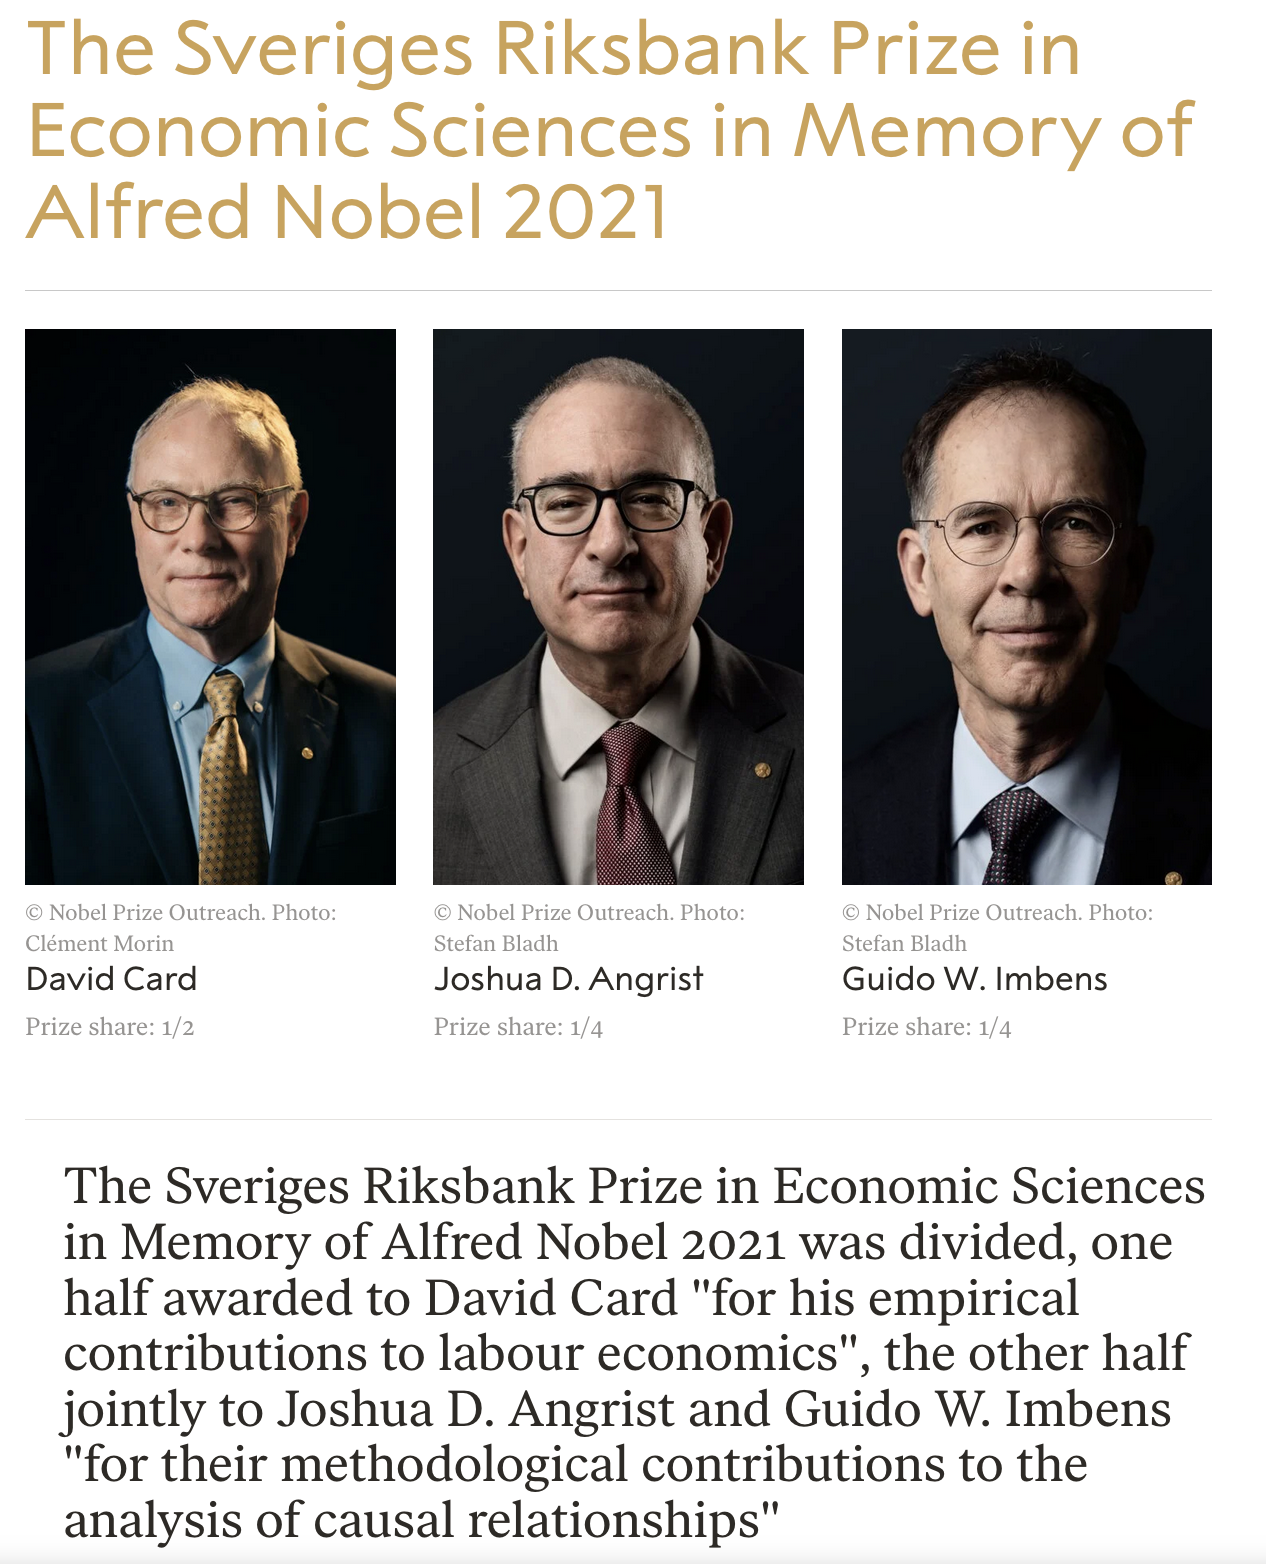 The Sveriges Riksbank Prize in
Economic Sciences in Memory of
Alfred Nobel 2021
© Nobel Prize Outreach. Photo:
Clément Morin
David Card
Prize share: 1/2
© Nobel Prize Outreach. Photo:
Stefan Bladh
Joshua D. Angrist
Prize share: 1/4
© Nobel Prize Outreach. Photo:
Stefan Bladh
Guido W. Imbens
Prize share: 1/4
The Sveriges Riksbank Prize in Economic Sciences
in Memory of Alfred Nobel 2021 was divided, one
half awarded to David Card "for his empirical
contributions to labour economics", the other half
jointly to Joshua D. Angrist and Guido W. Imbens
"for their methodological contributions to the
analysis of causal relationships"